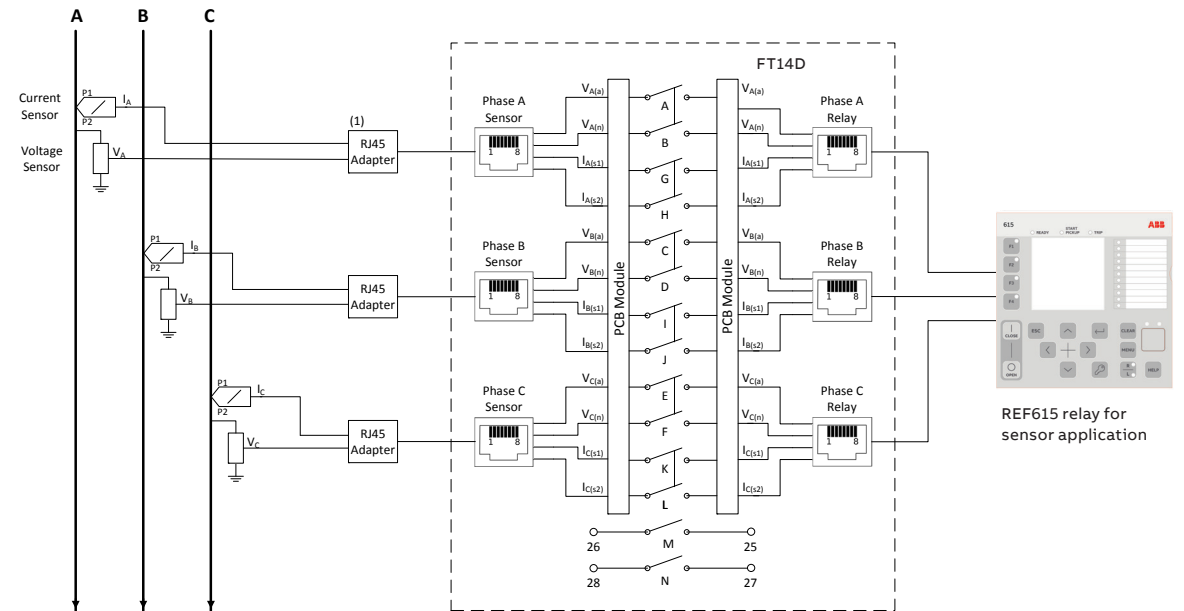 A B C
FT14D
Current
Sensor
Voltage
Sensor
P1
P2
IA
VA
(1)
RJ45
Adapter
Phase A
Sensor
1 8
VA(a)
VA(n)
IA(s1)
IA(s2)
A
B
G
H
VA(a)
VA(n)
IA(s1)
IA(s2)
Phase A
Relay
1 8
P1
P2
IB
VB
RJ45
Adapter
Phase B
Sensor
1 8
VB(a)
VB(n)
IB(s1)
IB(s2)
PCB Module
C
D
I
J
PCB Module
VB(a)
VB(n)
IB(s1)
IB(s2)
Phase B
Relay
1 8
P1
P2
IC
VC
RJ45
Adapter
Phase C
Sensor
1 8
VC(a)
VC(n)
IC(s1)
IC(s2)
E
F
K
L
VC(a)
VC(n)
IC(s1)
IC(s2)
Phase C
Relay
1 8
26 M 25
28 N 27
615 ABB
READY START PICKUP TRIP
F1
F2
F3
F4
CLOSE
OPEN
ESC
CLEAR
MENU
R
L
HELP
REF615 relay for
sensor application